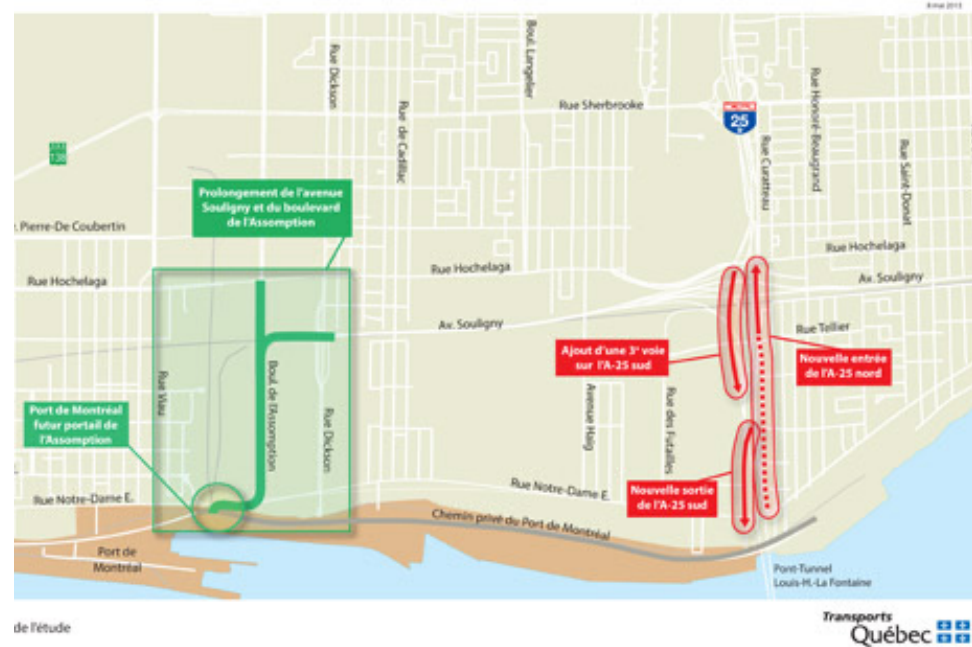 8 mai 2013
Rue Dickson
Boul. Langelier
Rue de Cadillac
Rue Sherbrooke
25
Rue Curatteau
Rue Honoré-Beaugrand
Rue Saint-Donat
138
Prolongement de l'avenue
Souligny et du boulevard
de l'Assomption
. Pierre-De Coubertin
Rue Hochelaga
Rue Hochelaga
Rue Hochelaga
Av. Souligny
Av. Souligny
Rue Tellier
Ajout d'une 3e voie
sur l'A-25 sud
Nouvelle entrée
de l'A-25 nord
Rue Viau
Boul. de l'Assomption
Rue Dickson
Avenue Haig
Rue des Futailles
Port de Montréal
futur portail de
l'Assomption
Rue Notre-Dame E.
Rue Notre-Dame E.
Nouvelle sortie
de l'A-25 sud
Chemin privé du Port de Montréal
Port de
Montréal
Pont-Tunnel
Louis-H.-La Fontaine
de l'étude
Transports
Québec